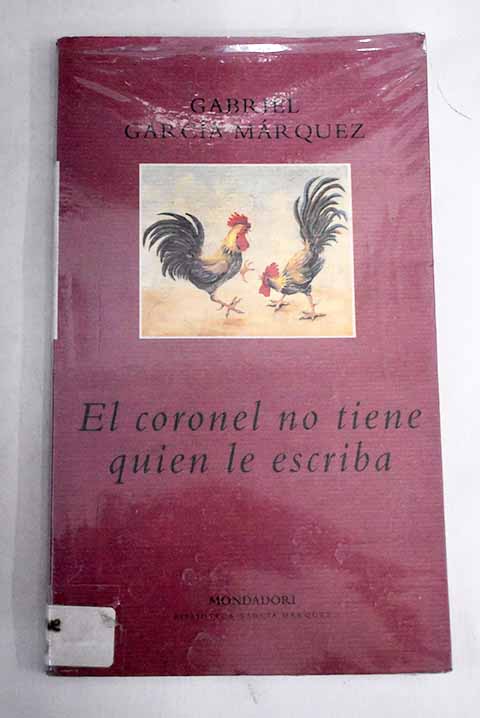 GABRIEL
GARCÍA MÁRQUEZ
El coronel no tiene
quien le escriba
MONDADORI
BIBLIOTECA GARCÍA MÁRQUEZ